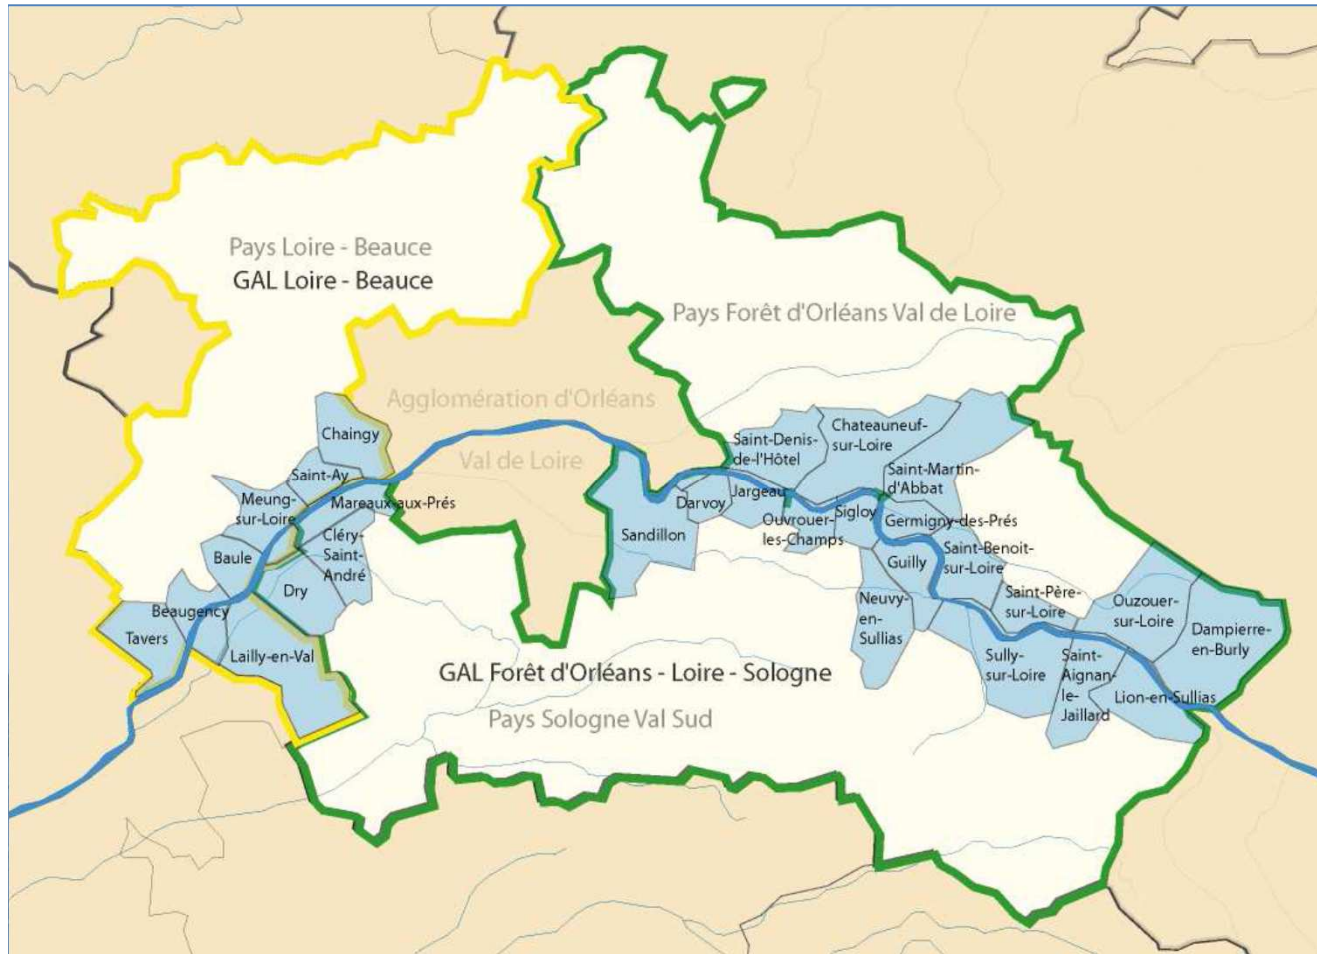 Pays Loire - Beauce
GAL Loire - Beauce
Pays Forêt d'Orléans Val de Loire
Agglomération d'Orléans
Val de Loire
Chaingy
Saint-Ay
Meung-
sur-Loire
Mareaux-aux-Prés
Baule
Cléry-
Saint-
André
Dry
Beaugency
Tavers
Lailly-en-Val
Saint-Denis-
de-l'Hôtel
Chateauneuf-
sur-Loire
Saint-Martin-
d'Abbat
Darvoy
Jargeau
Sandillon
Ouvrouer-
les-Champs
Sigloy
Germigny-des-Prés
Guilly
Saint-Benoit-
sur-Loire
Neuvy-
en-
Sullias
Saint-Père-
sur-Loire
Ouzouer-
sur-Loire
Dampierre-
en-Burly
Sully-
sur-Loire
Saint-
Aignan-
le-
Jaillard
Lion-en-Sullias
GAL Forêt d'Orléans - Loire - Sologne
Pays Sologne Val Sud